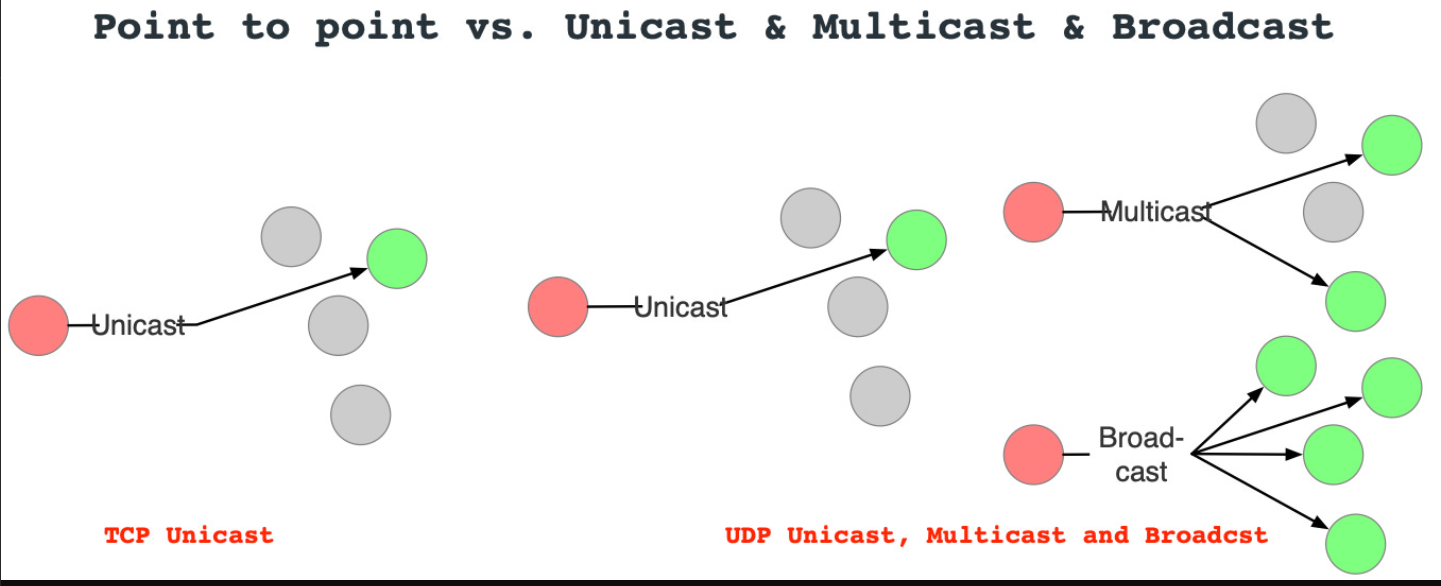 Point to point vs. Unicast & Multicast & Broadcast
Unicast
Unicast
Multicast
Broad-
cast
TCP Unicast
UDP Unicast, Multicast and Broadcst